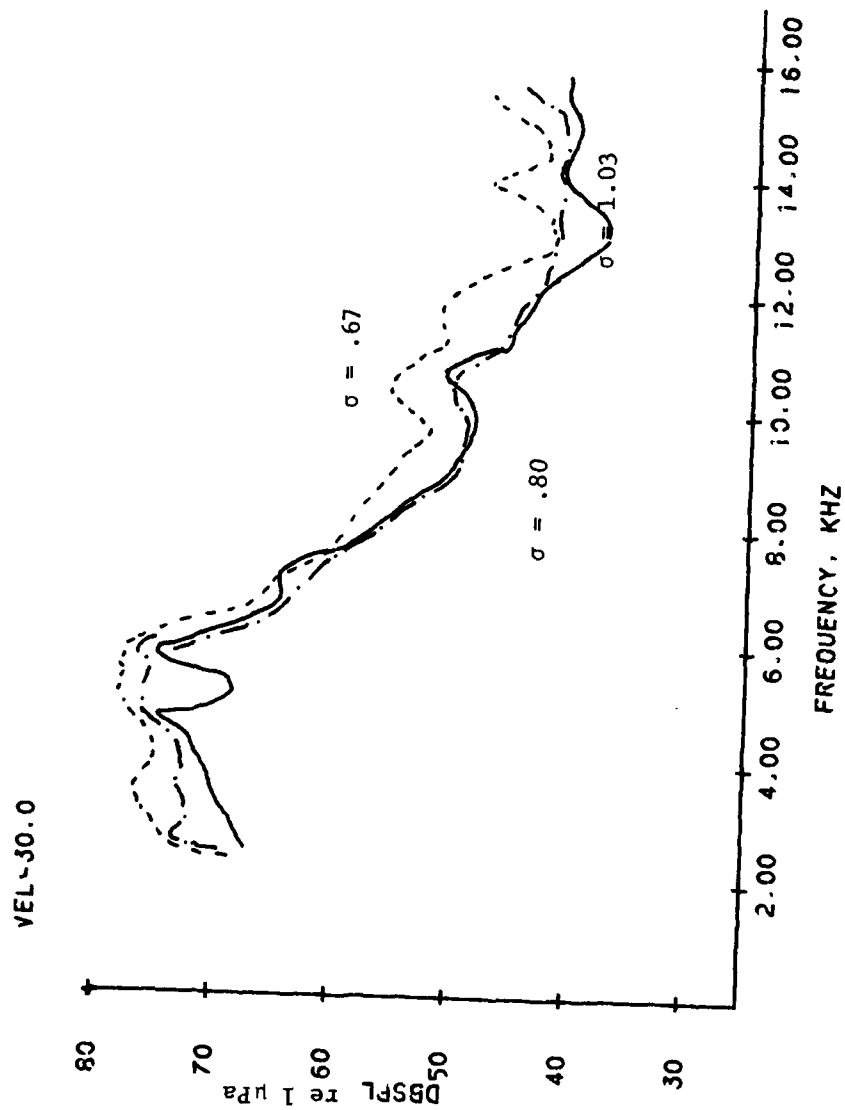 VEL-30.0
80
70
60
50
40
30
DBSPL re 1 μPa
σ = .67
σ = .80
σ = 1.03
2.00
4.00
6.00
8.00
10.00
12.00
14.00
16.00
FREQUENCY, KHZ